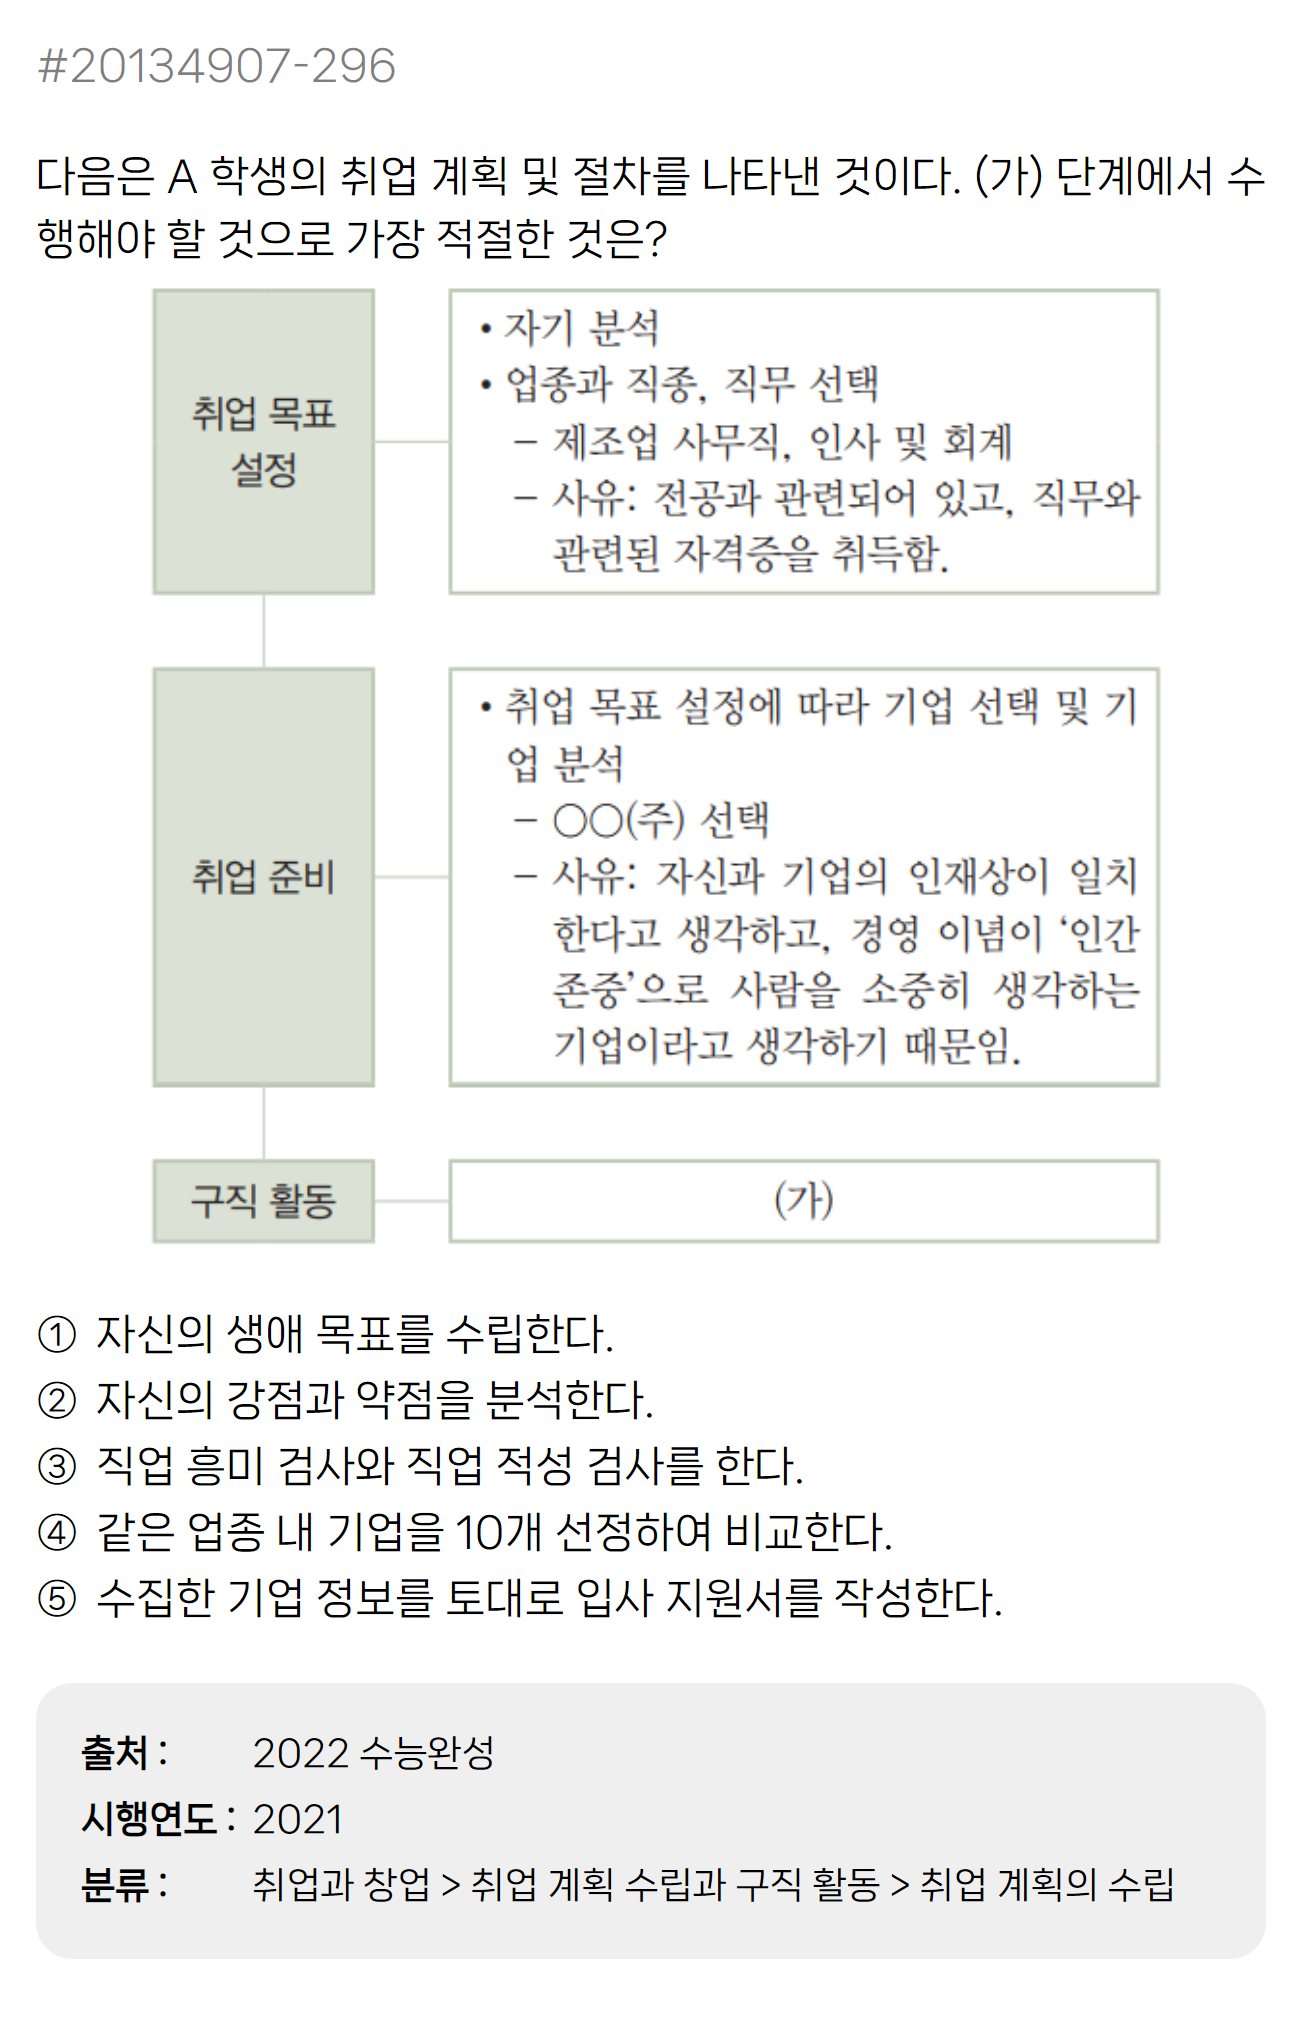 #20134907-296
다음은 A 학생의 취업 계획 및 절차를 나타낸 것이다. (가) 단계에서 수
행해야 할 것으로 가장 적절한 것은?
취업 목표
설정
• 자기 분석
• 업종과 직종, 직무 선택
– 제조업 사무직, 인사 및 회계
– 사유: 전공과 관련되어 있고, 직무와
관련된 자격증을 취득함.
취업 준비
• 취업 목표 설정에 따라 기업 선택 및 기
업 분석
– ○○(주) 선택
– 사유: 자신과 기업의 인재상이 일치
한다고 생각하고, 경영 이념이 ‘인간
존중’으로 사람을 소중히 생각하는
기업이라고 생각하기 때문임.
구직 활동
(가)
① 자신의 생애 목표를 수립한다.
② 자신의 강점과 약점을 분석한다.
③ 직업 흥미 검사와 직업 적성 검사를 한다.
④ 같은 업종 내 기업을 10개 선정하여 비교한다.
⑤ 수집한 기업 정보를 토대로 입사 지원서를 작성한다.
출처 : 2022 수능완성
시행연도 : 2021
분류 : 취업과 창업 > 취업 계획 수립과 구직 활동 > 취업 계획의 수립